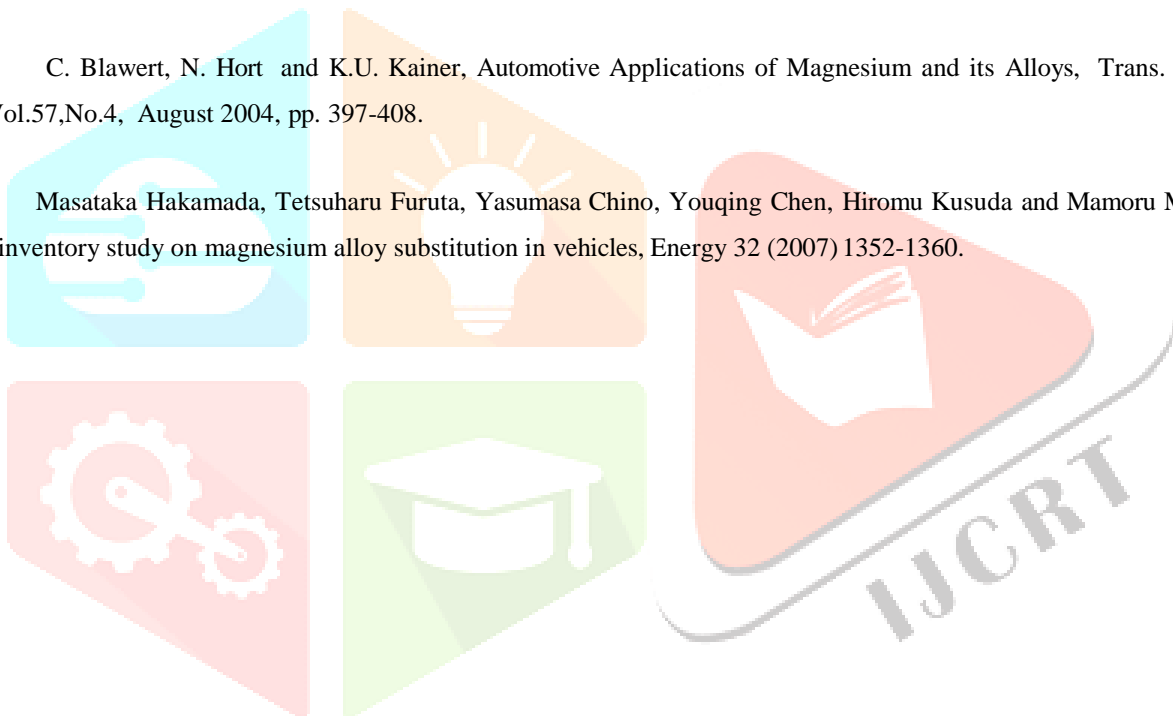 C. Blawert, N. Hort and K.U. Kainer, Automotive Applications of Magnesium and its Alloys, Trans.
Vol.57,No.4, August 2004, pp. 397-408.
Masataka Hakamada, Tetsuharu Furuta, Yasumasa Chino, Youqing Chen, Hiromu Kusuda and Mamoru M
inventory study on magnesium alloy substitution in vehicles, Energy 32 (2007) 1352-1360.
IJCRT